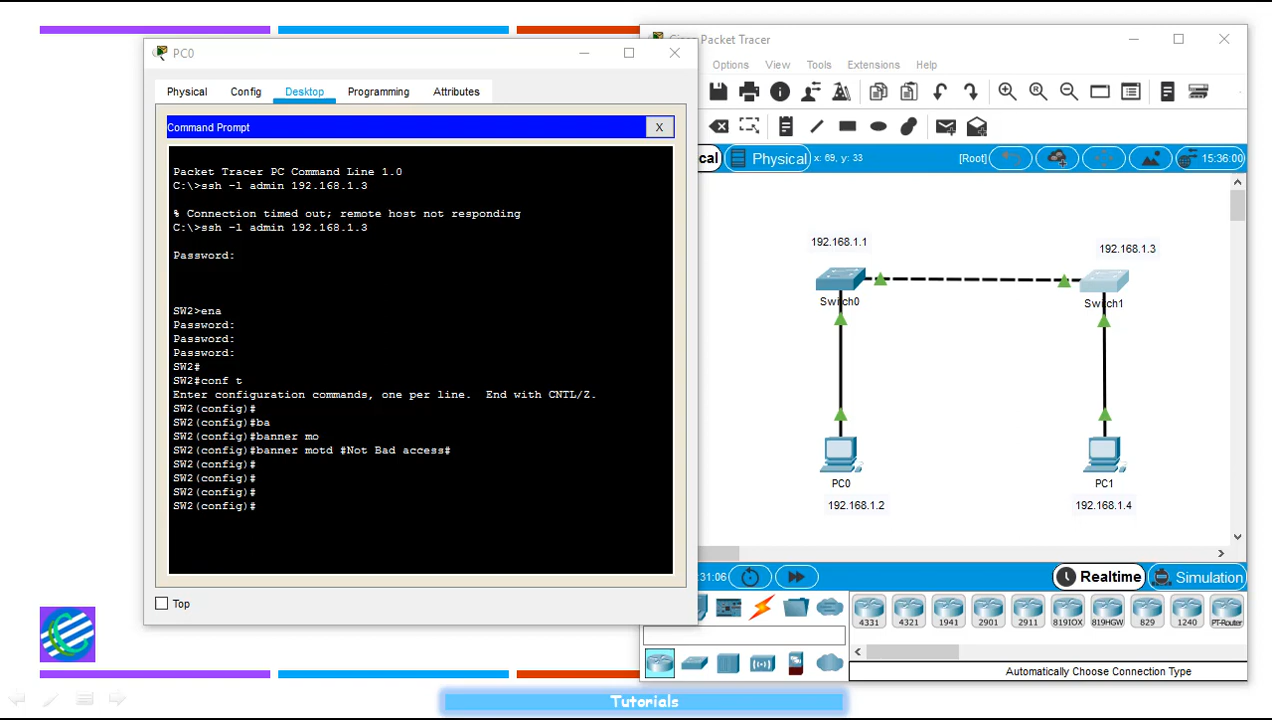 PC0
Physical
Config
Desktop
Programming
Attributes
Command Prompt
X
Packet Tracer PC Command Line 1.0
C:\>ssh -l admin 192.168.1.3
% Connection timed out; remote host not responding
C:\>ssh -l admin 192.168.1.3
Password:
SW2>ena
Password:
Password:
Password:
SW2#
SW2#conf t
Enter configuration commands, one per line. End with CNTL/Z.
SW2(config)#
SW2(config)#ba
SW2(config)#banner mo
SW2(config)#banner motd #Not Bad access#
SW2(config)#
SW2(config)#
SW2(config)#
SW2(config)#
Top
Packet Tracer
Options
View
Tools
Extensions
Help
cal
Physical
x: 69, y: 33
[Root]
15:36:00
192.168.1.1
192.168.1.3
Switch0
Switch1
PC0
PC1
192.168.1.2
192.168.1.4
31:06
Realtime
Simulation
4331
4321
1941
2901
2911
819IOX
819HGW
829
1240
PT-Router
Automatically Choose Connection Type
Tutorials